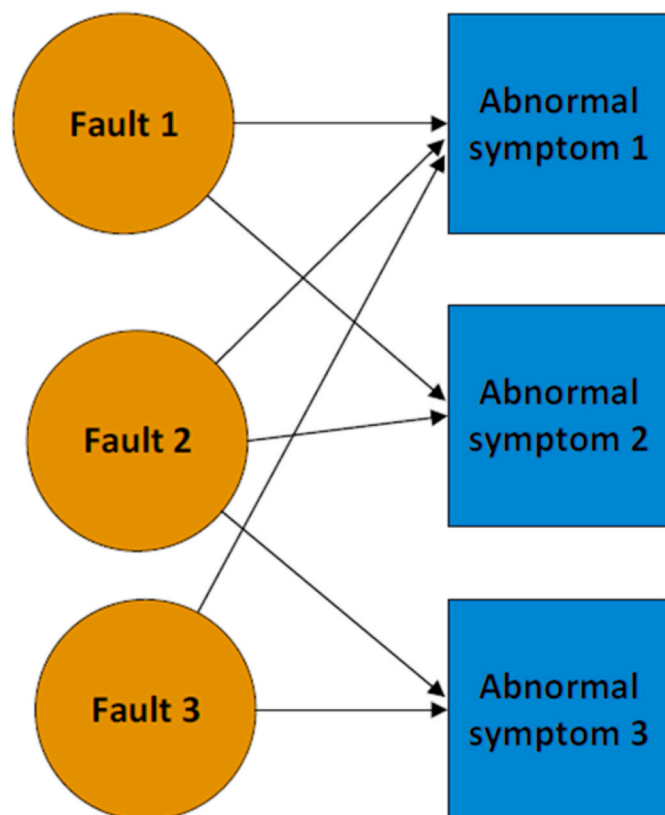 Fault 1
Abnormal
symptom 1
Fault 2
Abnormal
symptom 2
Fault 3
Abnormal
symptom 3